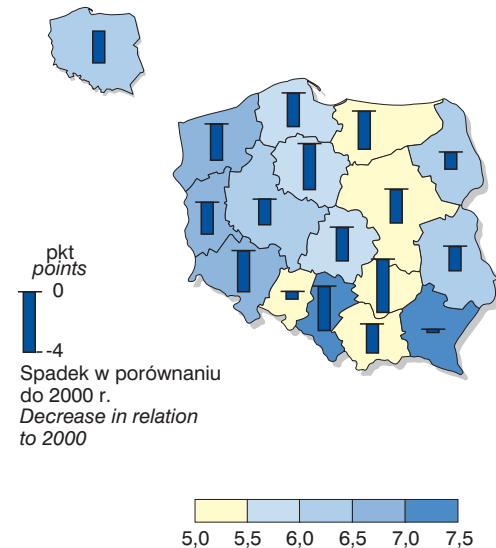 pkt
points
0
-4
Spadek w porównaniu
do 2000 r.
Decrease in relation
to 2000
5,0 5,5 6,0 6,5 7,0 7,5